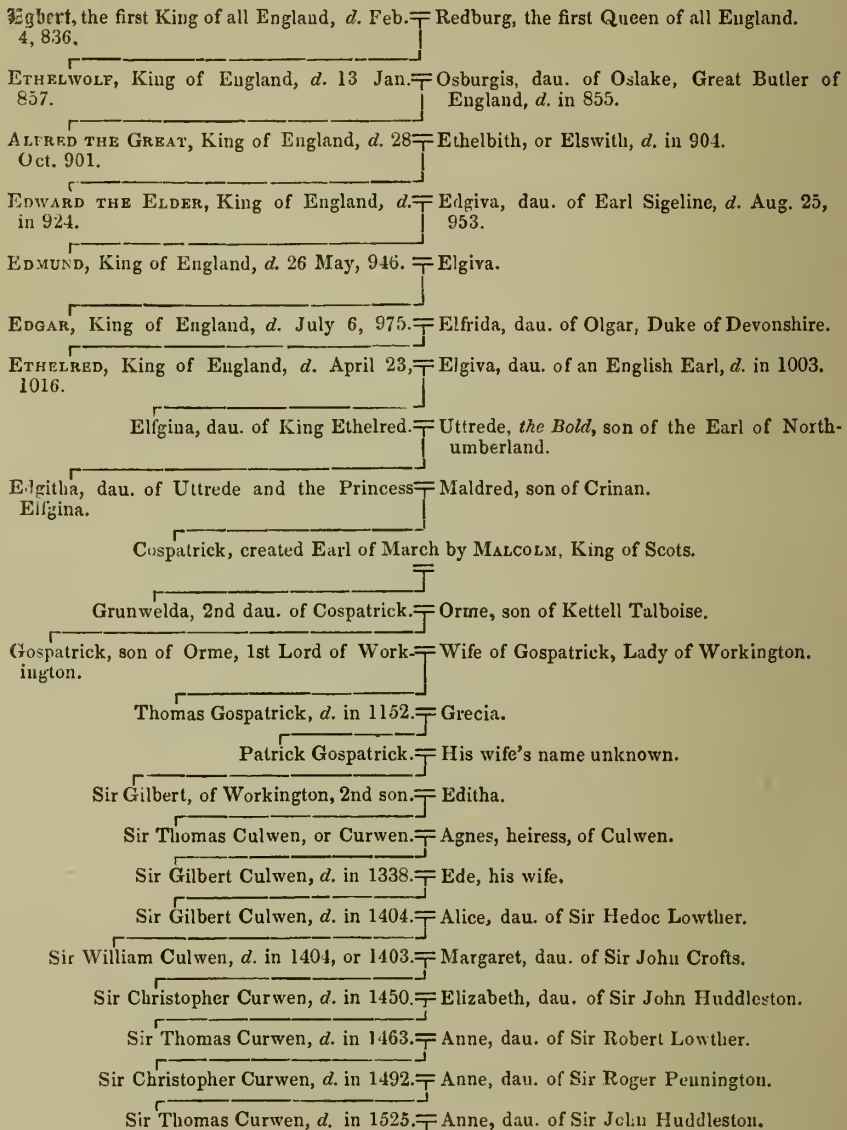 Egbert, the first King of all England, d. Feb. 4, 836. Redburg, the first Queen of all England.
ETHELWOLF, King of England, d. 13 Jan. 857. Osburgis, dau. of Oslake, Great Butler of England, d. in 855.
ALFRED THE GREAT, King of England, d. 28 Oct. 901. Ethelbith, or Elswith, d. in 904.
EDWARD THE ELDER, King of England, d. in 924. Edgiva, dau. of Earl Sigeline, d. Aug. 25, 953.
EDMUND, King of England, d. 26 May, 946. Elgiva.
EDGAR, King of England, d. July 6, 975. Elfrida, dau. of Olgar, Duke of Devonshire.
ETHELRED, King of England, d. April 23, 1016. Elgiva, dau. of an English Earl, d. in 1003.
Elfgina, dau. of King Ethelred. Uttrede, the Bold, son of the Earl of North-
umberland.
Edgitha, dau. of Uttrede and the Princess Elfgina. Maldred, son of Crinan.
Cospatrick, created Earl of March by MALCOLM, King of Scots.
Grunwelda, 2nd dau. of Cospatrick. Orme, son of Kettell Talboise.
Gospatrick, son of Orme, 1st Lord of Work-
ington. Wife of Gospatrick, Lady of Workington.
Thomas Gospatrick, d. in 1152. Grecia.
Patrick Gospatrick. His wife's name unknown.
Sir Gilbert, of Workington, 2nd son. Editha.
Sir Thomas Culwen, or Curwen. Agnes, heiress, of Culwen.
Sir Gilbert Culwen, d. in 1338. Ede, his wife.
Sir Gilbert Culwen, d. in 1404. Alice, dau. of Sir Hedoc Lowther.
Sir William Culwen, d. in 1404, or 1403. Margaret, dau. of Sir John Crofts.
Sir Christopher Curwen, d. in 1450. Elizabeth, dau. of Sir John Huddleston.
Sir Thomas Curwen, d. in 1463. Anne, dau. of Sir Robert Lowther.
Sir Christopher Curwen, d. in 1492. Anne, dau. of Sir Roger Pennington.
Sir Thomas Curwen, d. in 1525. Anne, dau. of Sir John Huddleston.